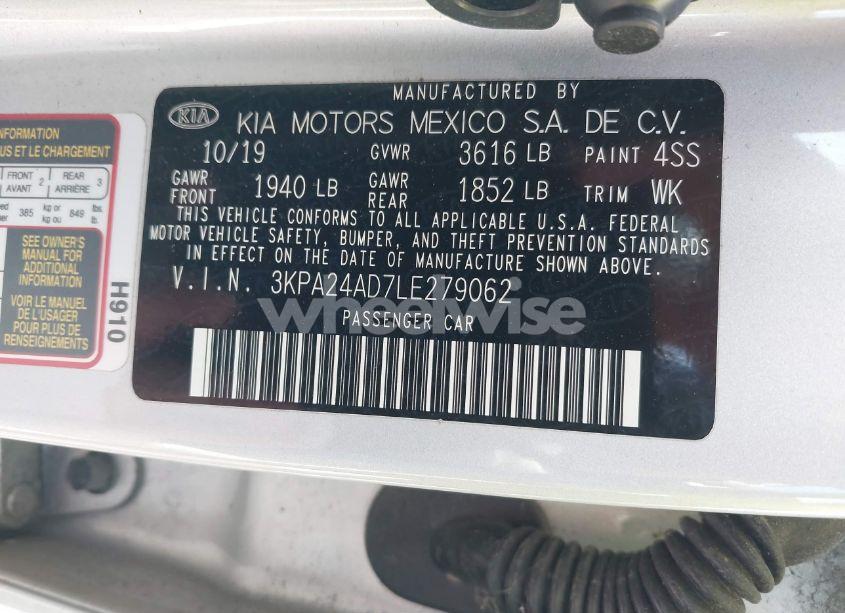 MANUFACTURED BY
KIA KIA MOTORS MEXICO S.A. DE C.V.
10/19 GVWR 3616 LB PAINT 4SS
GAWR FRONT 1940 LB GAWR REAR 1852 LB TRIM WK
THIS VEHICLE CONFORMS TO ALL APPLICABLE U.S.A. FEDERAL
MOTOR VEHICLE SAFETY, BUMPER, AND THEFT PREVENTION STANDARDS
IN EFFECT ON THE DATE OF MANUFACTURE SHOWN ABOVE.
V.I.N. 3KPA24AD7LE279062
PASSENGER CAR
wheelwise
INFORMATION
US ET LE CHARGEMENT
FRONT AVANT 2 REAR ARRIÈRE 3
385 kg or kg ou 849 lbs. lb.
SEE OWNER'S
MANUAL FOR
ADDITIONAL
INFORMATION
VOIR LE MANUEL
DE L'USAGER
POUR PLUS DE
RENSEIGNEMENTS
H910